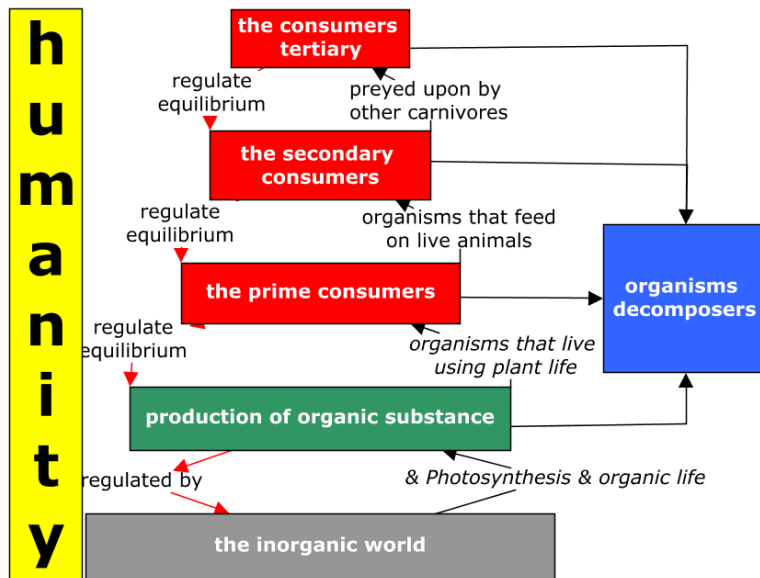 humanity
the consumers
tertiary
regulate
equilibrium
preyed upon by
other carnivores
the secondary
consumers
regulate
equilibrium
organisms that feed
on live animals
organisms
decomposers
the prime consumers
regulate
equilibrium
organisms that live
using plant life
production of organic substance
regulated by
& Photosynthesis & organic life
the inorganic world